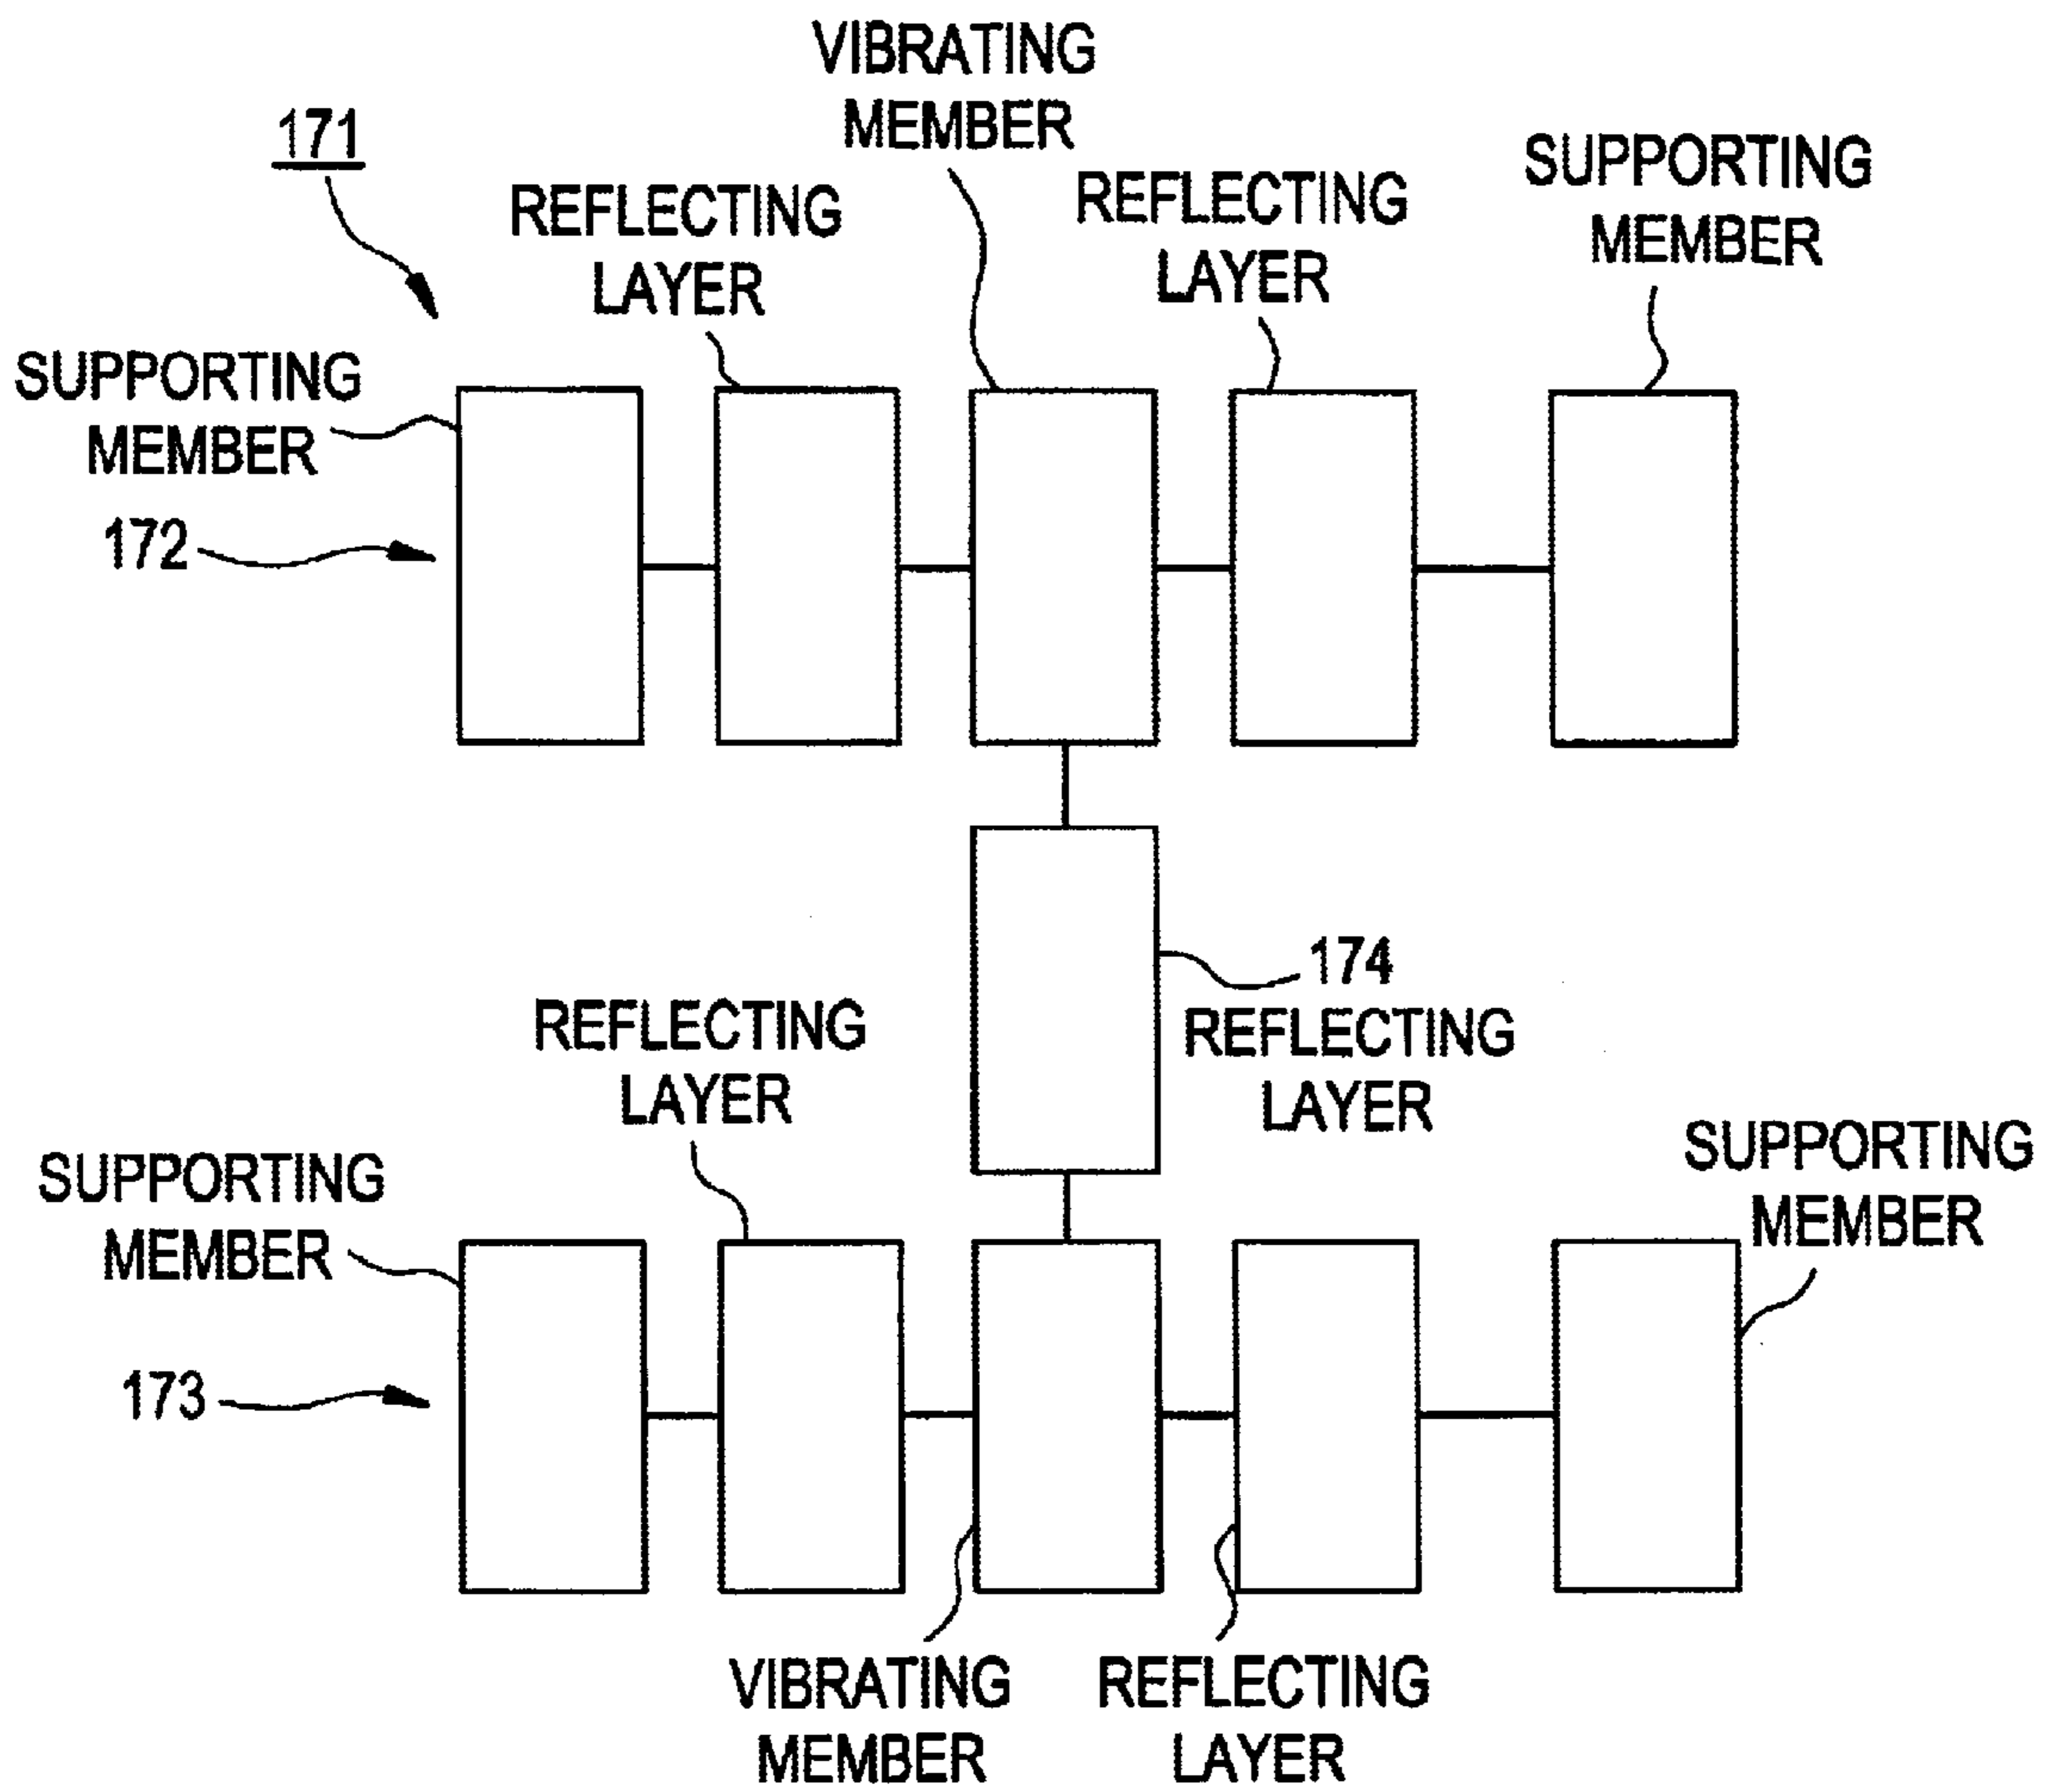 171
VIBRATING
MEMBER
REFLECTING
LAYER
REFLECTING
LAYER
SUPPORTING
MEMBER
SUPPORTING
MEMBER
172
174
REFLECTING
LAYER
REFLECTING
LAYER
SUPPORTING
MEMBER
SUPPORTING
MEMBER
173
VIBRATING
MEMBER
REFLECTING
LAYER